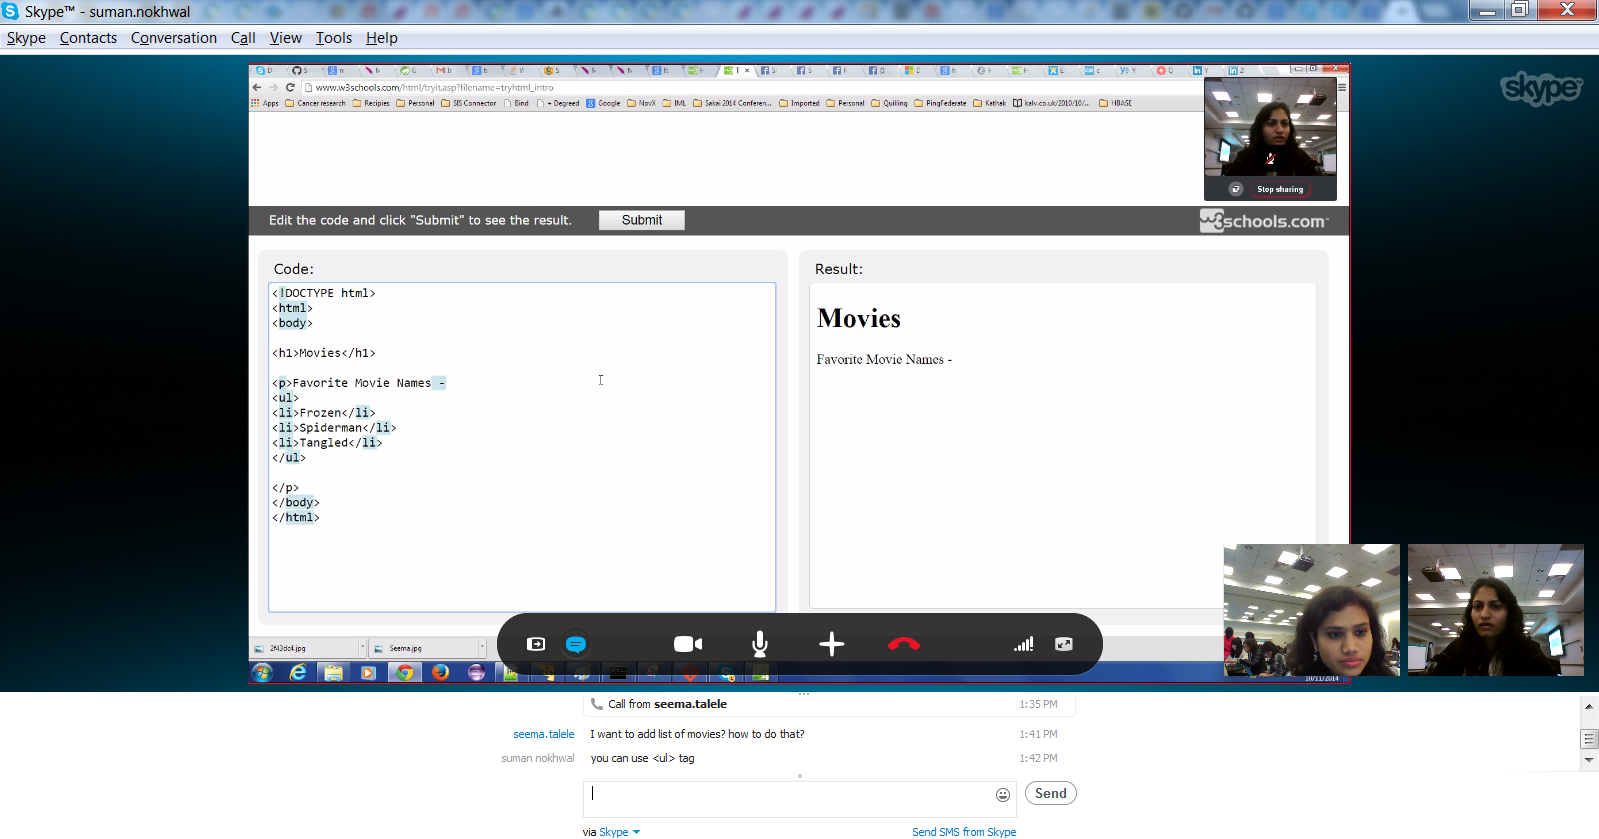 Skype™ - suman.nokhwal
Skype Contacts Conversation Call View Tools Help
skype
www.w3schools.com/html/tryit.asp?filename=tryhtml_intro
Apps Cancer research Recipies Personal SIS Connector Bind + Degreed Google NovX IML Sakai 2014 Conferen... Imported Personal Quilling PingFederate Kathak kalv.co.uk/2010/10/... HBASE
Stop sharing
Edit the code and click "Submit" to see the result. Submit
w3schools.com
Code:
<!DOCTYPE html>
<html>
<body>
<h1>Movies</h1>
<p>Favorite Movie Names -
<ul>
<li>Frozen</li>
<li>Spiderman</li>
<li>Tangled</li>
</ul>
</p>
</body>
</html>
Result:
Movies
Favorite Movie Names -
2f43dc4.jpg Seema.jpg
10/11/2014
Call from seema.talele 1:35 PM
seema.talele I want to add list of movies? how to do that? 1:41 PM
suman nokhwal you can use <ul> tag 1:42 PM
Send
via Skype Send SMS from Skype